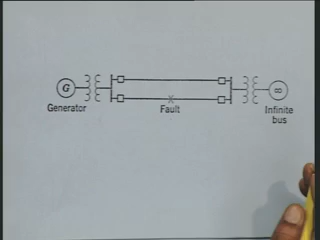 G
∞
Generator
Fault
Infinite
bus